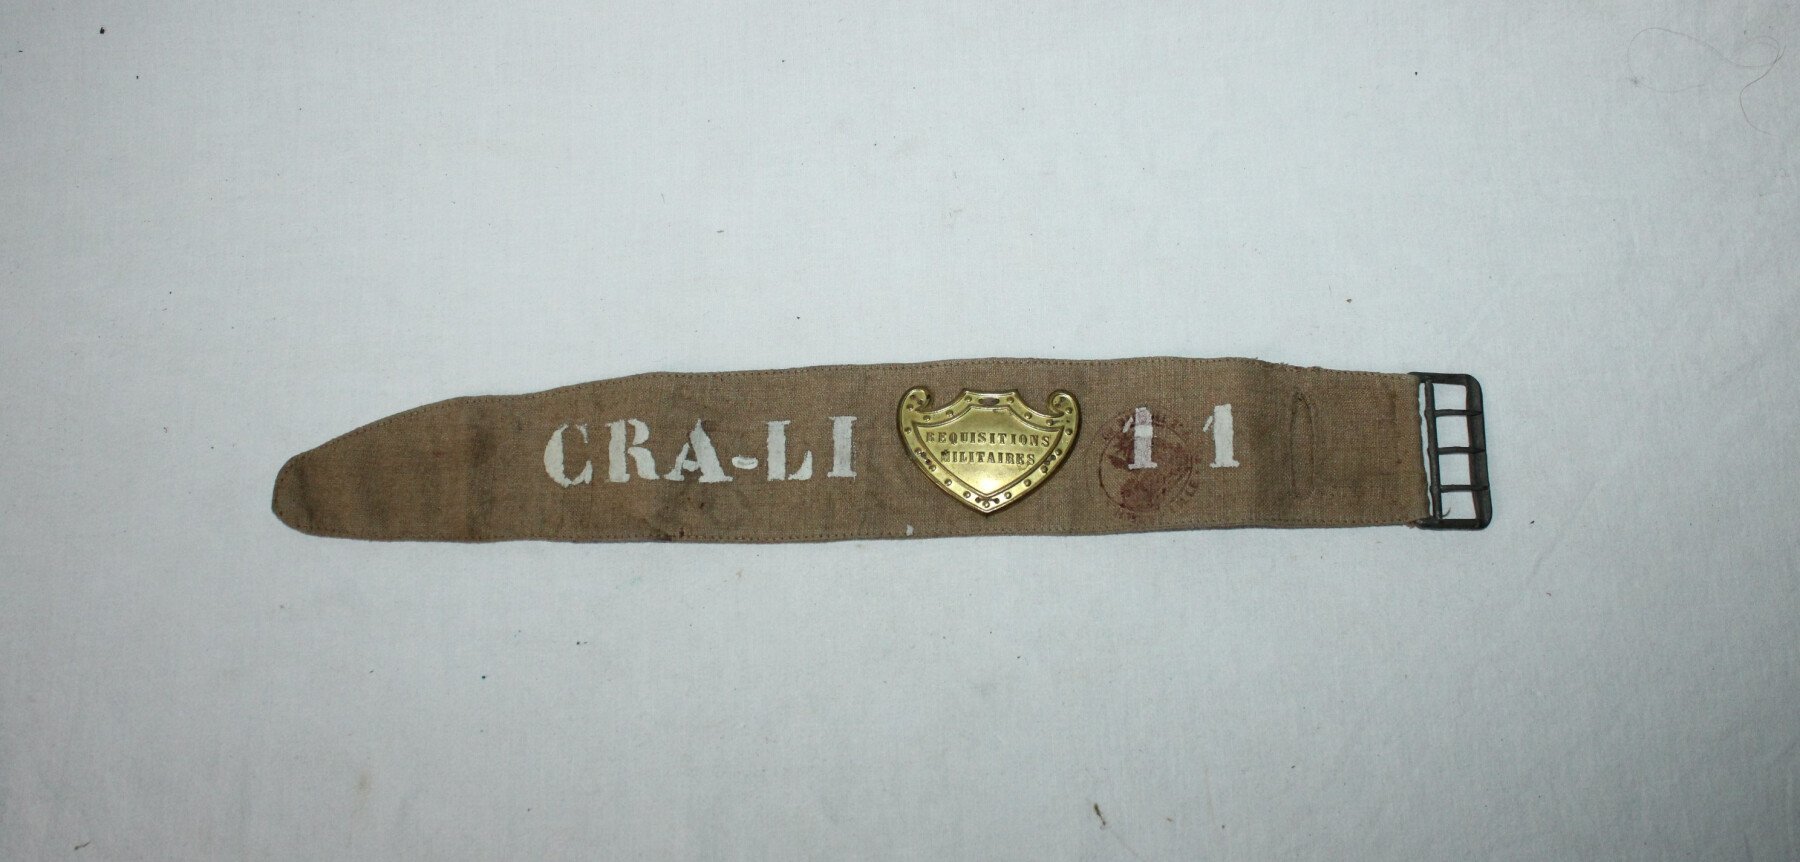 CRA-LI
REQUISITIONS
MILITAIRES
11